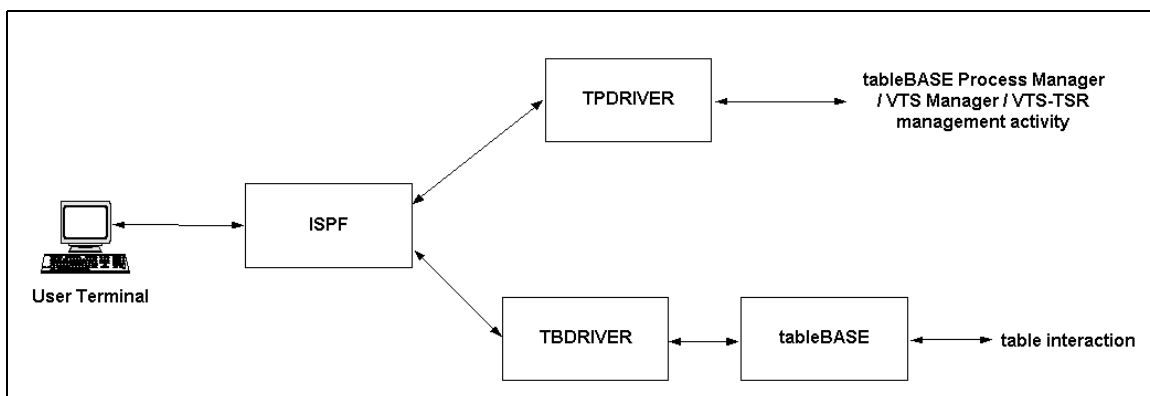 TPDRIVER
tableBASE Process Manager
/ VTS Manager / VTS-TSR
management activity
ISPF
User Terminal
TBDRIVER
tableBASE
table interaction